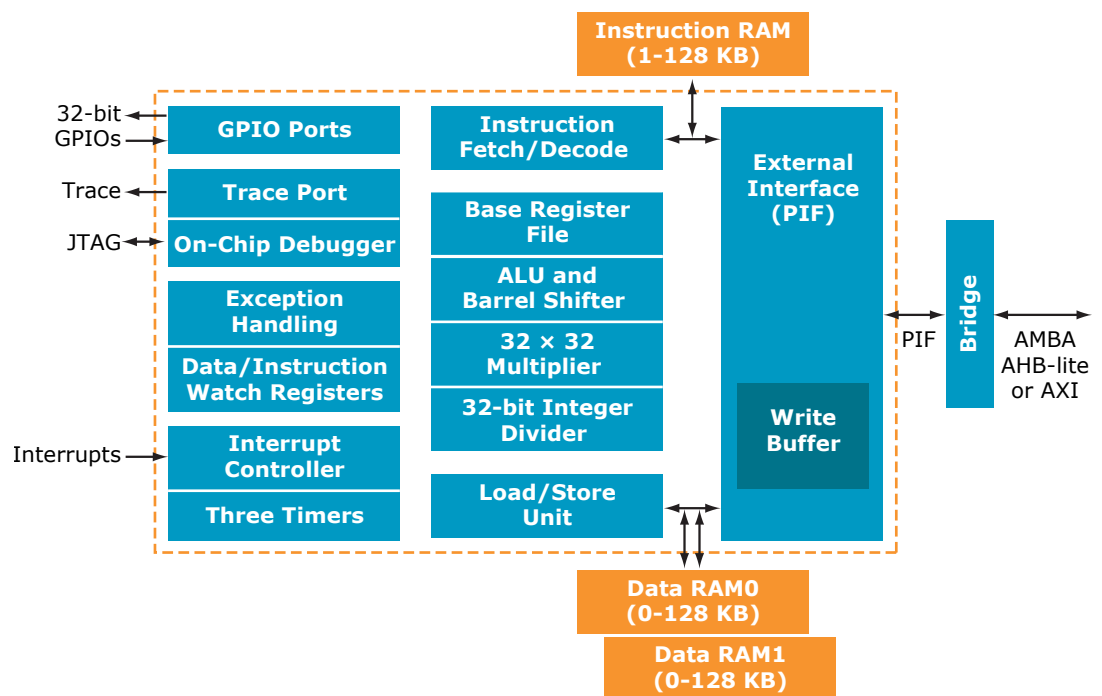 Instruction RAM
(1-128 KB)
32-bit
GPIOs
GPIO Ports
Trace
Trace Port
JTAG
On-Chip Debugger
Exception
Handling
Data/Instruction
Watch Registers
Interrupts
Interrupt
Controller
Three Timers
Instruction
Fetch/Decode
Base Register
File
ALU and
Barrel Shifter
32 × 32
Multiplier
32-bit Integer
Divider
Load/Store
Unit
External
Interface
(PIF)
Write
Buffer
PIF
Bridge
AMBA
AHB-lite
or AXI
Data RAM0
(0-128 KB)
Data RAM1
(0-128 KB)